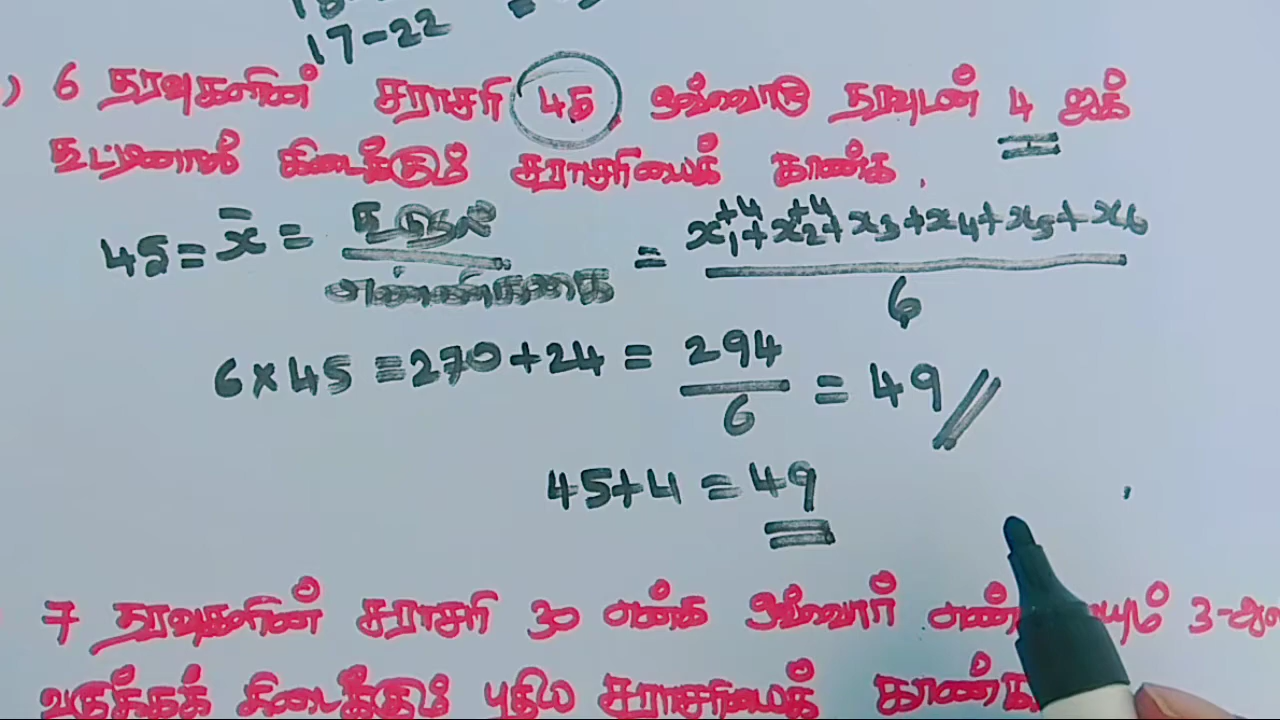 17-22 =
) 6 தரவுகளின் சராசரி 45, ஒவ்வொரு தரவுடன் 4 ஐக்
கூட்டினால் கிடைக்கும் சராசரியைக் காண்க.
45 = x̄ = கூடுதல் / எண்ணிக்கை = x₁+4 + x₂+4 + x₃ + x₄ + x₅ + x₆ / 6
6 × 45 = 270 + 24 = 294 / 6 = 49 //
45 + 4 = 49
7 தரவுகளின் சராசரி 30 எண்க ஒவ்வோர் 3-ஆல்
வகுக்கக் கிடைக்கும் புதிய சராசரியைக் காண்க